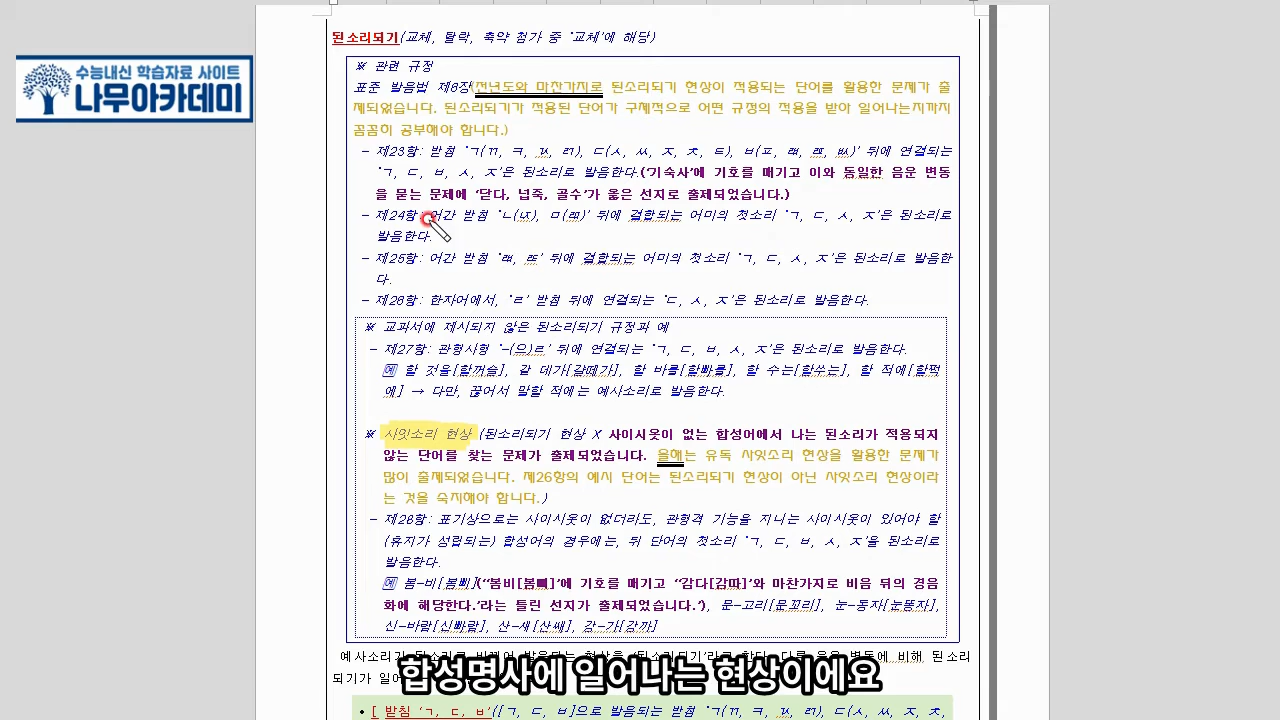 된소리되기(교체, 탈락, 축약 첨가 중 '교체'에 해당)
수능내신 학습자료 사이트
나무아카데미
※ 관련 규정
표준 발음법 제6장(전년도와 마찬가지로 된소리되기 현상이 적용되는 단어를 활용한 문제가 출
제되었습니다. 된소리되기가 적용된 단어가 구체적으로 어떤 규정의 적용을 받아 일어나는지까지
꼼꼼히 공부해야 합니다.)
- 제23항: 받침 'ㄱ(ㄲ, ㅋ, ㄳ, ㄺ), ㄷ(ㅅ, ㅆ, ㅈ, ㅊ, ㅌ), ㅂ(ㅍ, ㄼ, ㄿ, ㅄ)' 뒤에 연결되는
'ㄱ, ㄷ, ㅂ, ㅅ, ㅈ'은 된소리로 발음한다.('기숙사'에 기호를 매기고 이와 동일한 음운 변동
을 묻는 문제에 '닫다, 넙죽, 골수'가 옳은 선지로 출제되었습니다.)
- 제24항: 어간 받침 'ㄴ(ㄵ), ㅁ(ㄻ)' 뒤에 결합되는 어미의 첫소리 'ㄱ, ㄷ, ㅅ, ㅈ'은 된소리로
발음한다.
- 제25항: 어간 받침 'ㄼ, ㄾ' 뒤에 결합되는 어미의 첫소리 'ㄱ, ㄷ, ㅅ, ㅈ'은 된소리로 발음한
다.
- 제26항: 한자어에서, 'ㄹ' 받침 뒤에 연결되는 'ㄷ, ㅅ, ㅈ'은 된소리로 발음한다.
※ 교과서에 제시되지 않은 된소리되기 규정과 예
- 제27항: 관형사형 '-(으)ㄹ' 뒤에 연결되는 'ㄱ, ㄷ, ㅂ, ㅅ, ㅈ'은 된소리로 발음한다.
예 할 것을[할꺼슬], 갈 데가[갈떼가], 할 바를[할빠를], 할 수는[할쑤는], 할 적에[할쩍
에] → 다만, 끊어서 말할 적에는 예사소리로 발음한다.
※ 사잇소리 현상(된소리되기 현상 X 사이시옷이 없는 합성어에서 나는 된소리가 적용되지
않는 단어를 찾는 문제가 출제되었습니다. 올해는 유독 사잇소리 현상을 활용한 문제가
많이 출제되었습니다. 제26항의 예시 단어는 된소리되기 현상이 아닌 사잇소리 현상이라
는 것을 숙지해야 합니다.)
- 제28항: 표기상으로는 사이시옷이 없더라도, 관형격 기능을 지니는 사이시옷이 있어야 할
(휴지가 성립되는) 합성어의 경우에는, 뒤 단어의 첫소리 'ㄱ, ㄷ, ㅂ, ㅅ, ㅈ'을 된소리로
발음한다.
예 봄-비[봄삐]("봄비[봄삐]'에 기호를 매기고 "감다[감따]'와 마찬가지로 비음 뒤의 경음
화에 해당한다.'라는 틀린 선지가 출제되었습니다.'), 문-고리[문꼬리], 눈-동자[눈똥자],
신-바람[신빠람], 산-새[산쌔], 강-가[강까]
합성명사에 일어나는 현상이에요
• [ 받침 'ㄱ, ㄷ, ㅂ'([ㄱ, ㄷ, ㅂ]으로 발음되는 받침 'ㄱ(ㄲ, ㅋ, ㄳ, ㄺ), ㄷ(ㅅ, ㅆ, ㅈ, ㅊ,